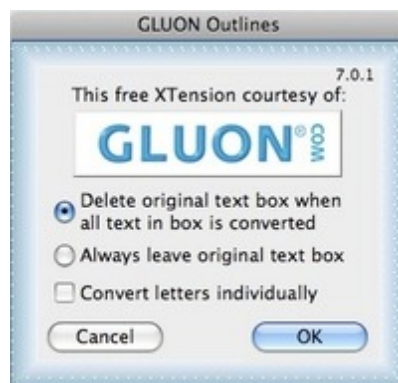 GLUON Outlines
7.0.1
This free XTension courtesy of:
GLUON® com
Delete original text box when
all text in box is converted
Always leave original text box
Convert letters individually
Cancel OK